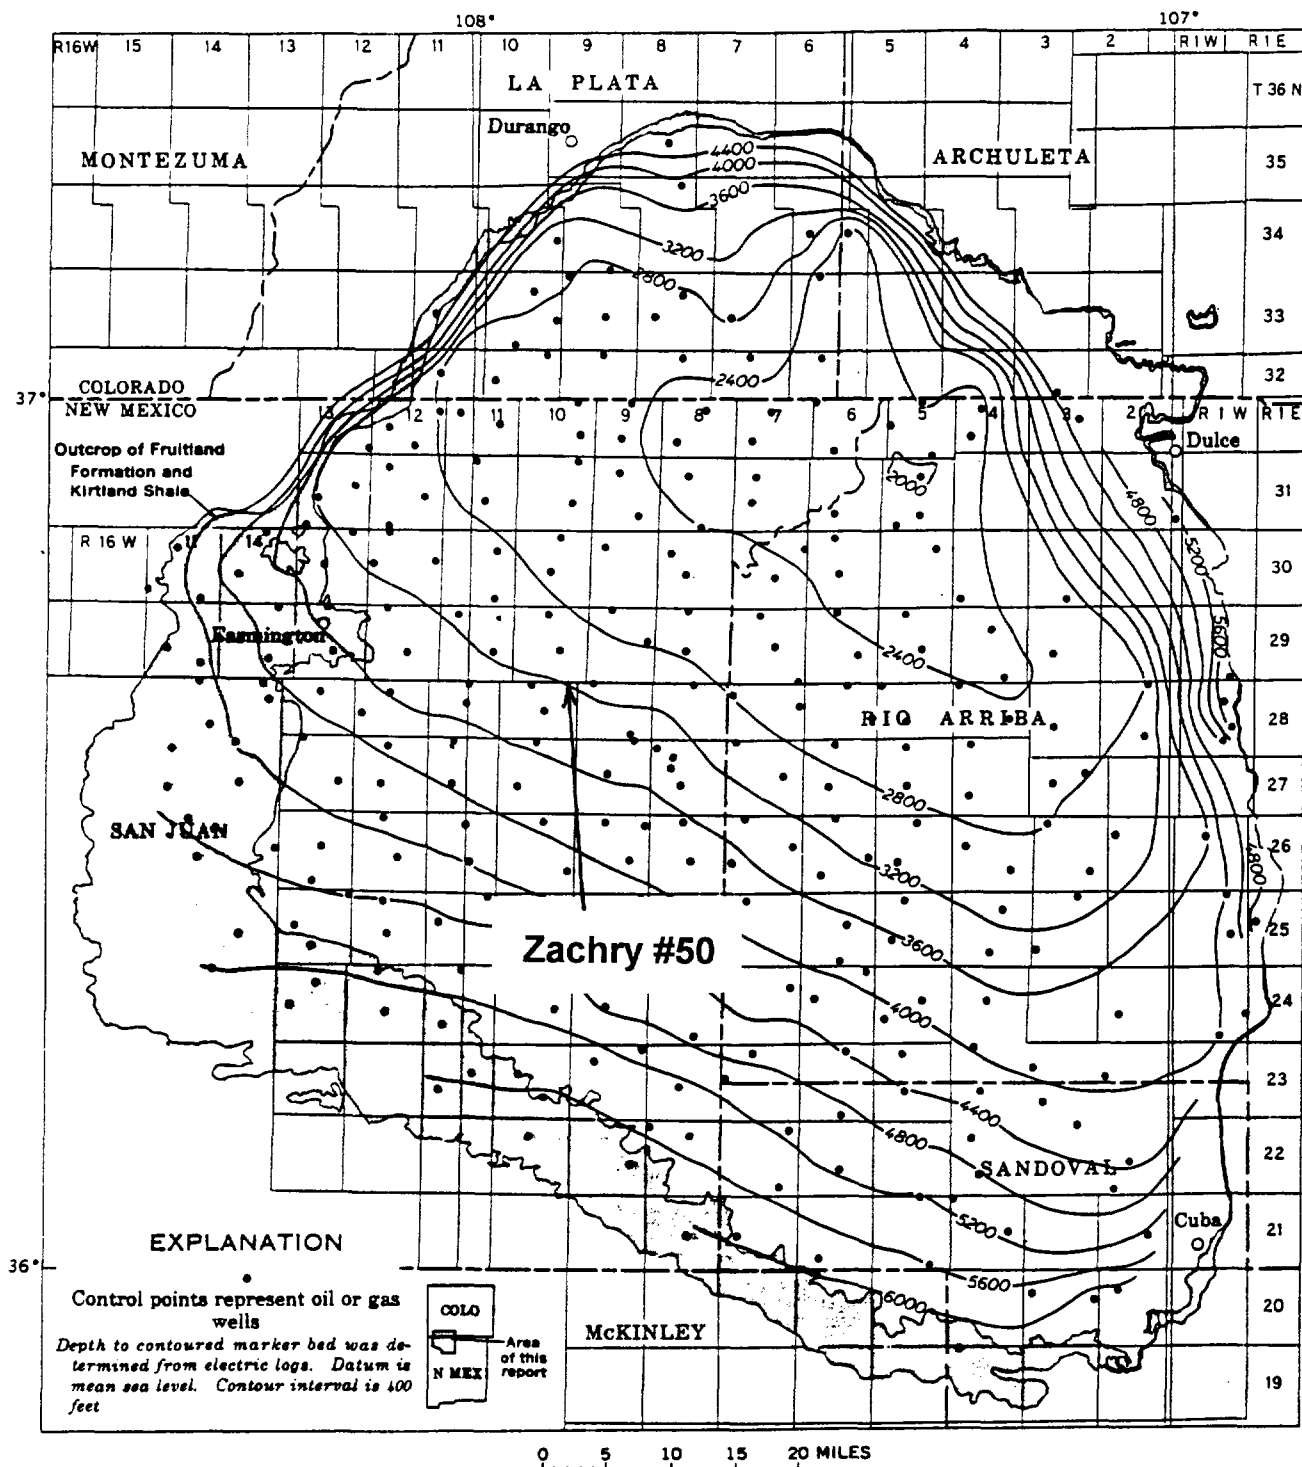 108° 107°
R16W 15 14 13 12 11 10 9 8 7 6 5 4 3 2 R1W R1E
LA PLATA
T 36 N
Durango
MONTEZUMA
ARCHULETA
35
4400
4000
3600
34
3200
2800
33
2400
32
COLORADO
37°
NEW MEXICO
13 12 11 10 9 8 7 6 5 4 3 2 R1W R1E
Dulce
Outcrop of Fruitland
Formation and
Kirtland Shale
2000
4800
31
R 16 W 14
5200
30
5600
29
Farmington
2400
RIO ARRIBA
28
27
2800
SAN JUAN
26
4800
3200
25
Zachry #50
3600
4000
24
23
4400
4800
22
SANDOVAL
5200
Cuba
21
36°
5600
6000
20
McKINLEY
19
EXPLANATION
Control points represent oil or gas
wells
Depth to contoured marker bed was de-
termined from electric logs. Datum is
mean sea level. Contour interval is 400
feet
COLO
N MEX
Area
of this
report
0 5 10 15 20 MILES